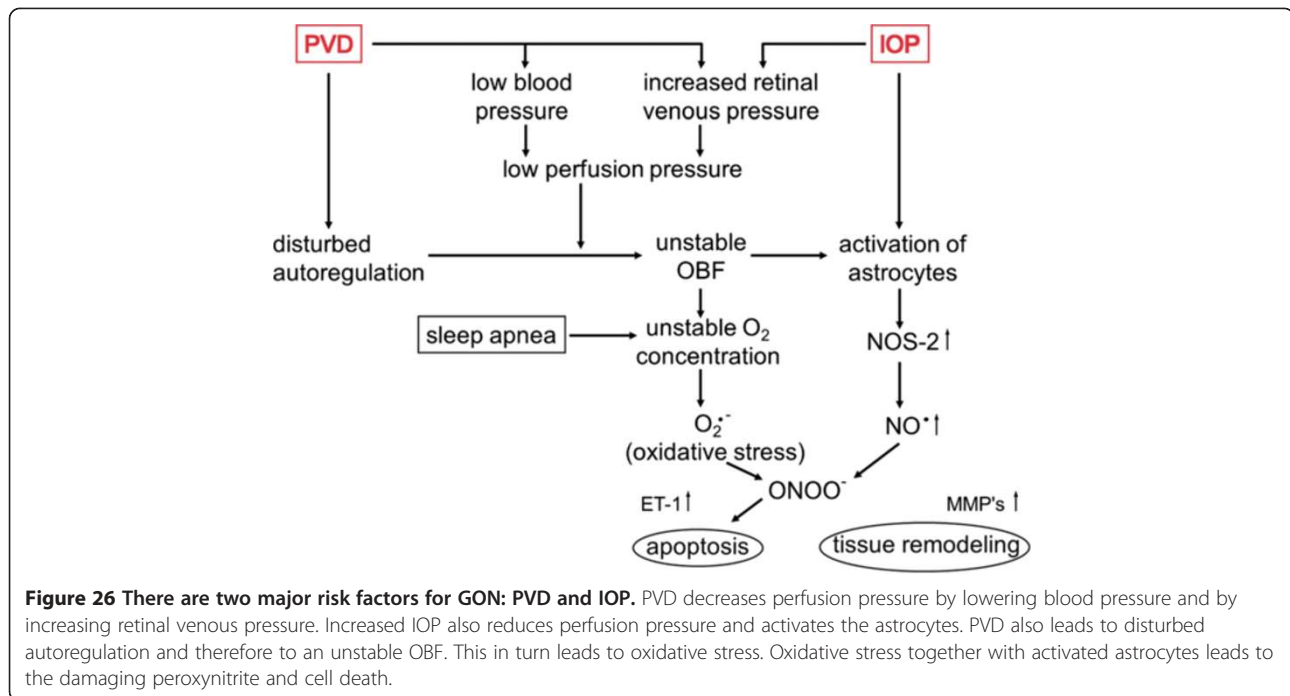 PVD
IOP
low blood
pressure
increased retinal
venous pressure
low perfusion pressure
disturbed
autoregulation
unstable
OBF
activation of
astrocytes
sleep apnea
unstable O₂
concentration
NOS-2↑
O₂•⁻
(oxidative stress)
NO•↑
ONOO⁻
ET-1↑
MMP's ↑
apoptosis
tissue remodeling
Figure 26 There are two major risk factors for GON: PVD and IOP. PVD decreases perfusion pressure by lowering blood pressure and by
increasing retinal venous pressure. Increased IOP also reduces perfusion pressure and activates the astrocytes. PVD also leads to disturbed
autoregulation and therefore to an unstable OBF. This in turn leads to oxidative stress. Oxidative stress together with activated astrocytes leads to
the damaging peroxynitrite and cell death.